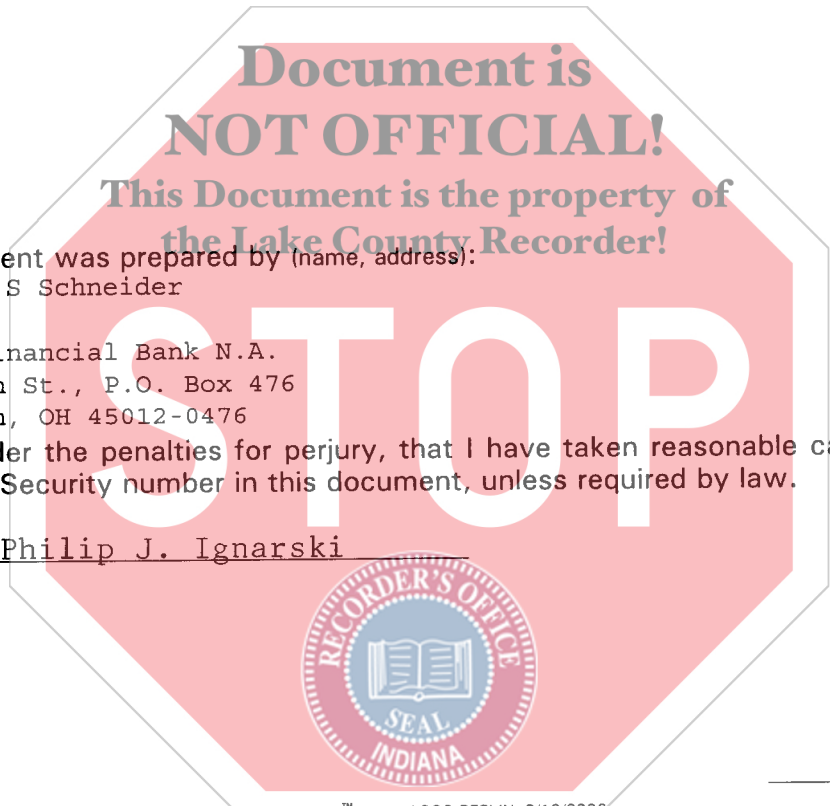 Document is
NOT OFFICIAL!
This Document is the property of
the Lake County Recorder!
ent was prepared by (name, address):
S Schneider
nancial Bank N.A.
St., P.O. Box 476
, OH 45012-0476
er the penalties for perjury, that I have taken reasonable ca
Security number in this document, unless required by law.
Philip J. Ignarski
STOP
RECORDER'S OFFICE
SEAL
INDIANA